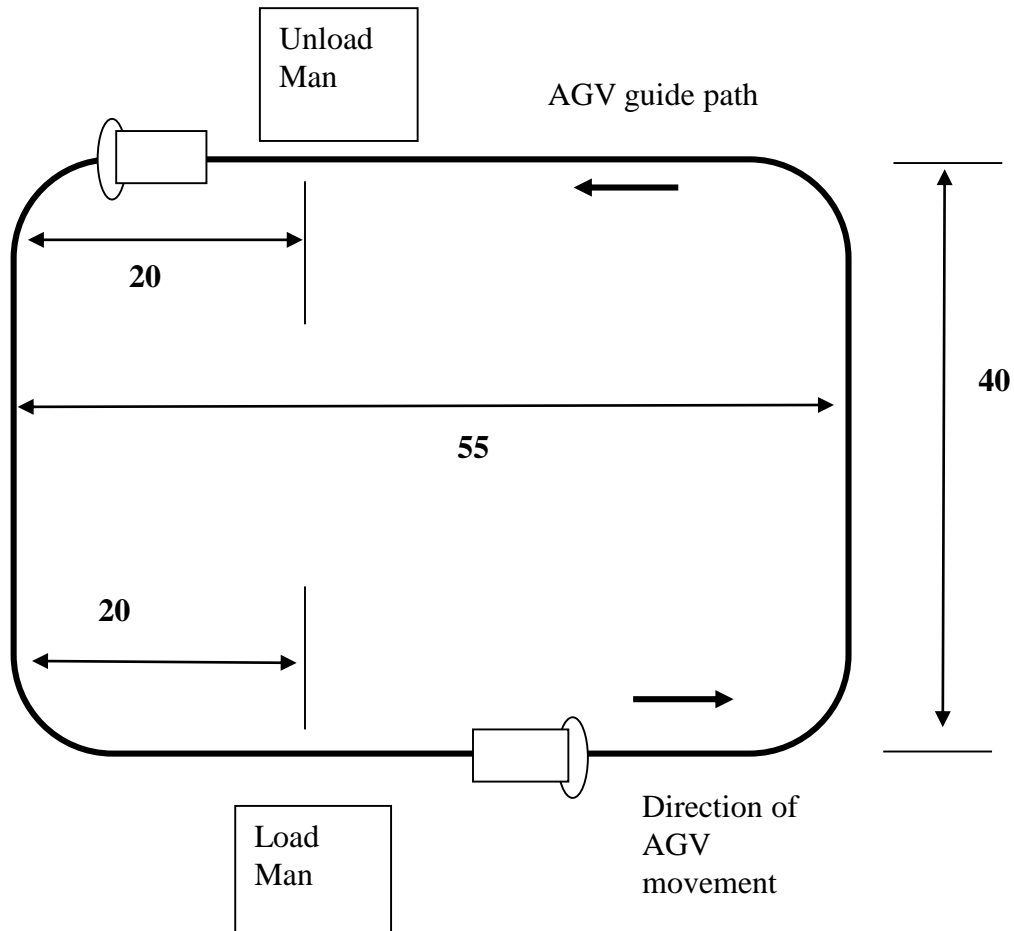 Unload
Man
AGV guide path
20
40
55
20
Direction of
AGV
movement
Load
Man